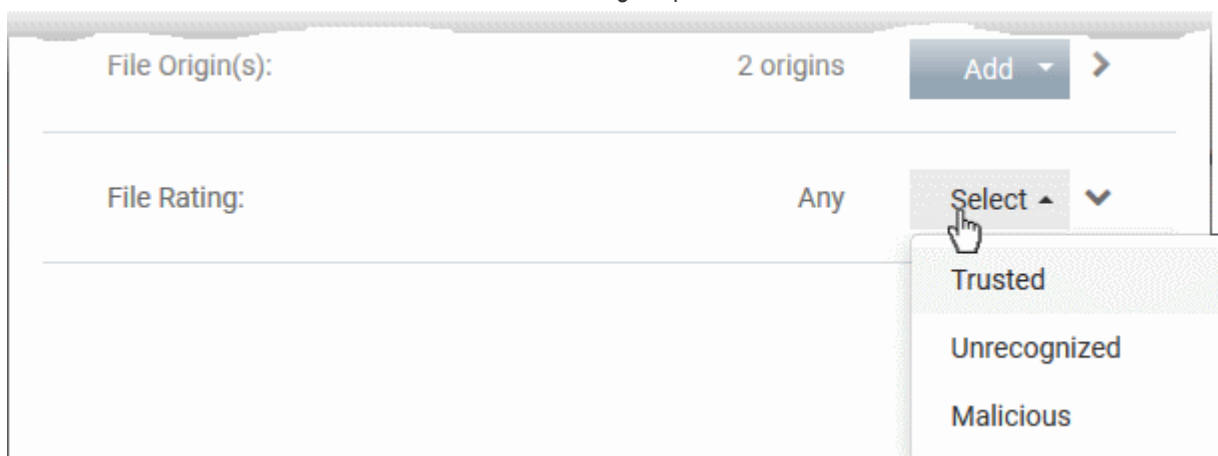 File Origin(s): 2 origins Add
File Rating: Any Select
Trusted
Unrecognized
Malicious